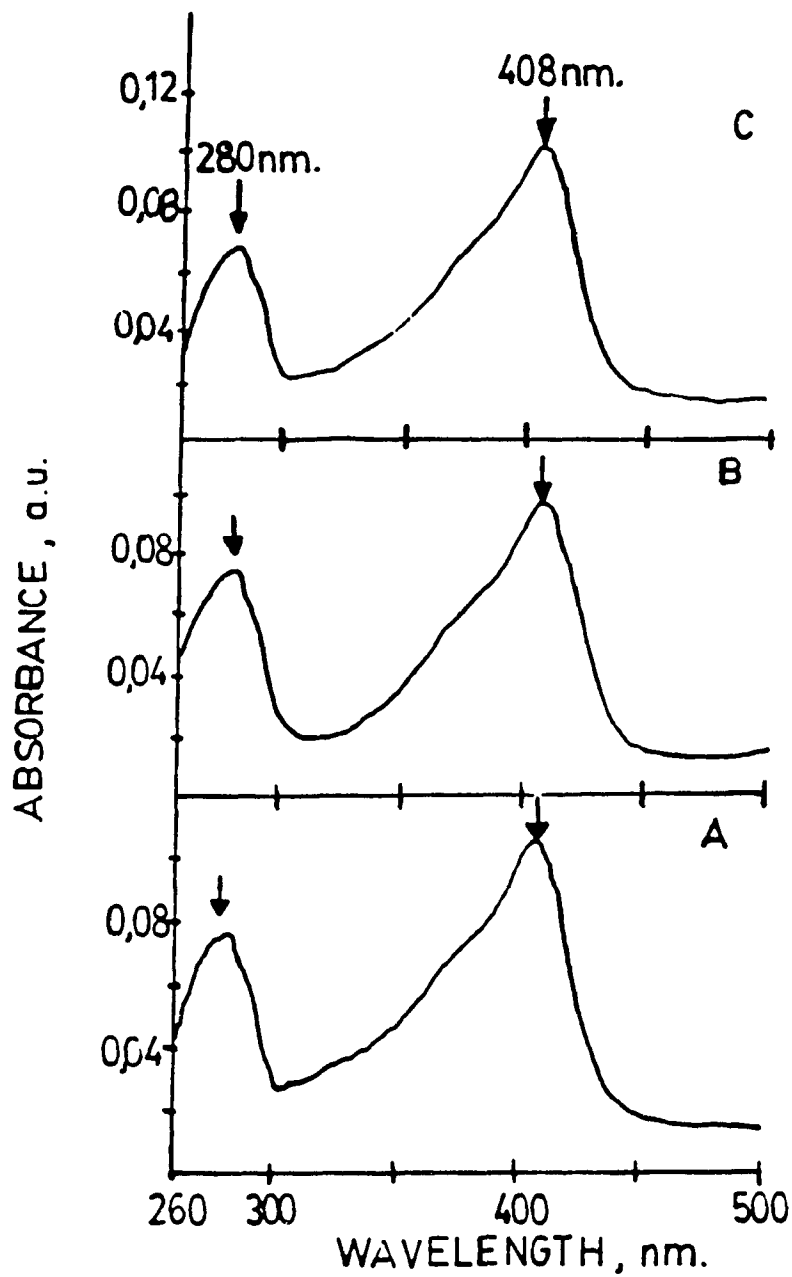 408nm.
0,12
C
280nm.
0,08
0,04
B
0,08
0,04
A
0,08
0,04
260 300 400 500
WAVELENGTH, nm.
ABSORBANCE, a.u.